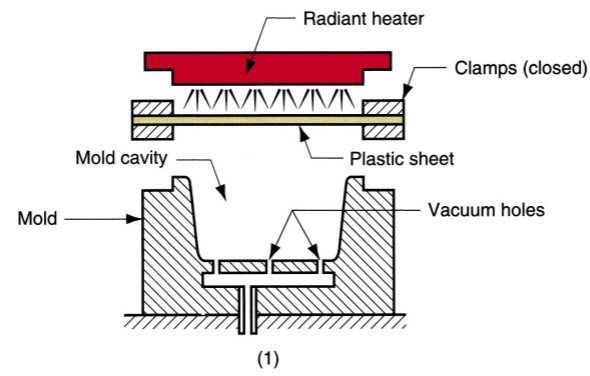 Radiant heater
Clamps (closed)
Mold cavity
Plastic sheet
Mold
Vacuum holes
(1)